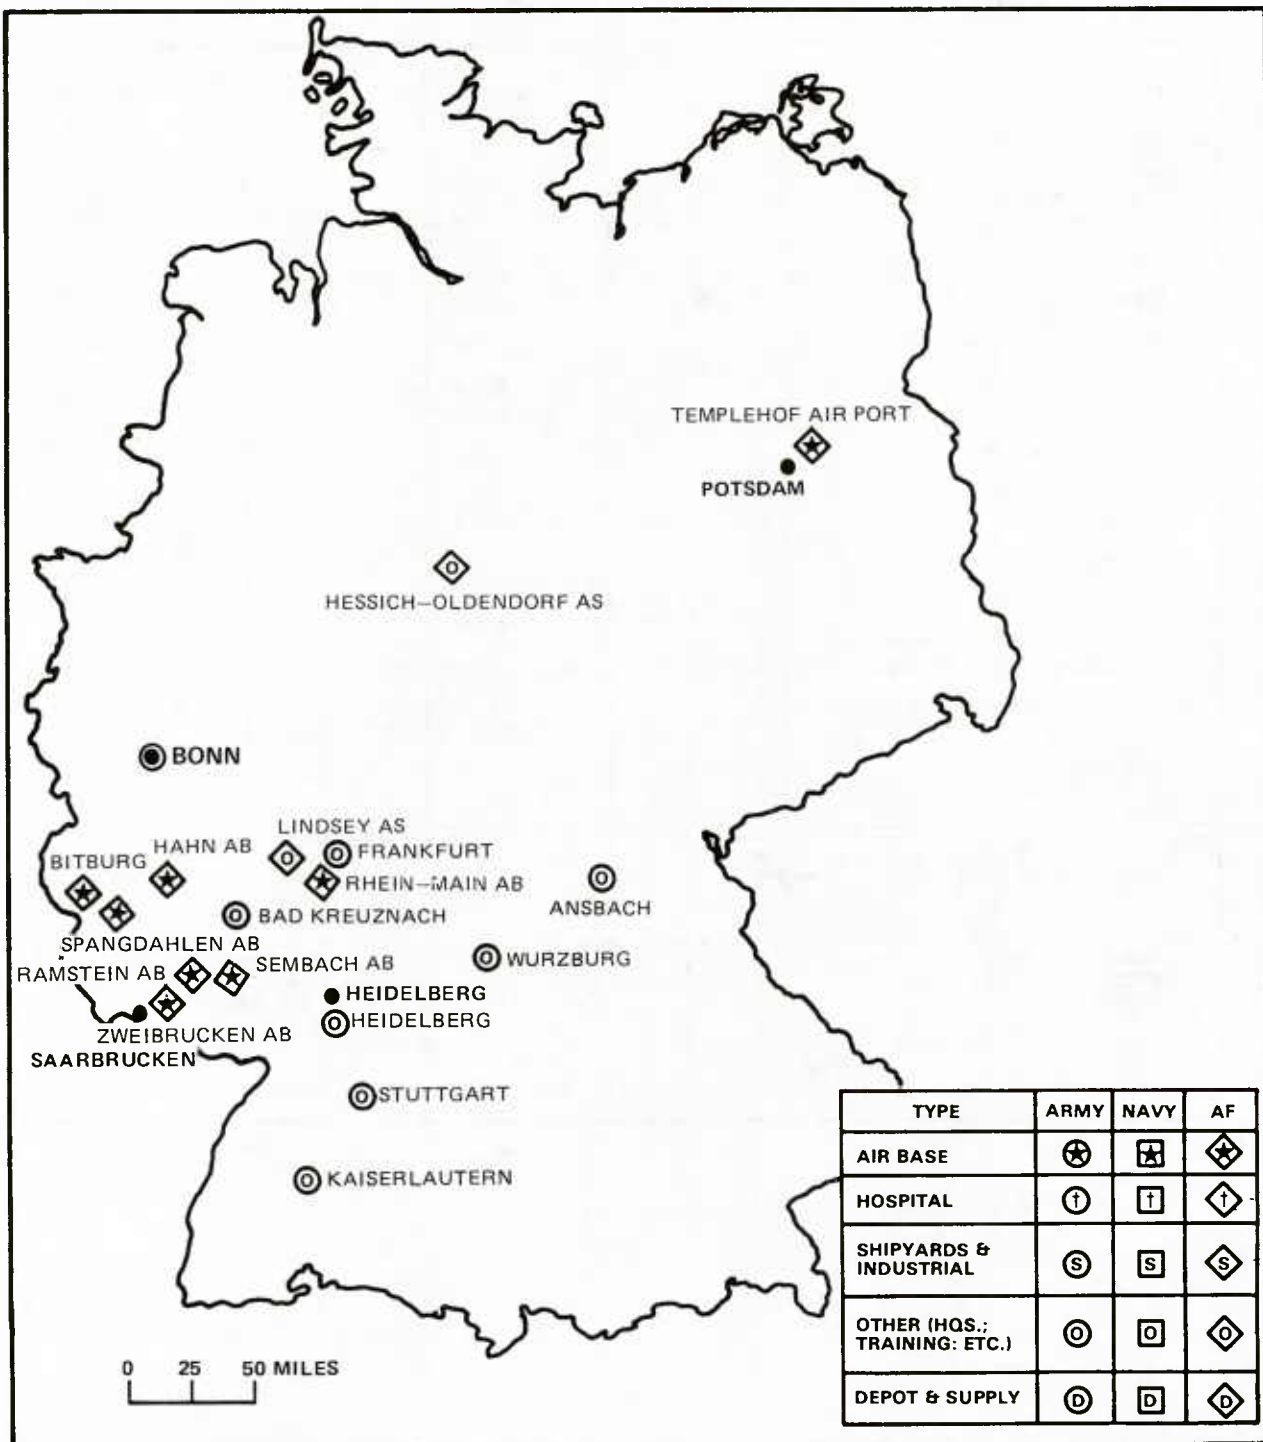 TEMPLEHOF AIR PORT
POTSDAM
O
HESSICH–OLDENDORF AS
BONN
LINDSEY AS
O
HAHN AB
O FRANKFURT
BITBURG
RHEIN–MAIN AB
O
ANSBACH
O BAD KREUZNACH
SPANGDAHLEN AB
O WURZBURG
RAMSTEIN AB
SEMBACH AB
HEIDELBERG
O HEIDELBERG
ZWEIBRUCKEN AB
SAARBRUCKEN
O STUTTGART
O KAISERLAUTERN
0 25 50 MILES
TYPE ARMY NAVY AF
AIR BASE
HOSPITAL † † †
SHIPYARDS &
INDUSTRIAL S S S
OTHER (HQS.;
TRAINING: ETC.) O O O
DEPOT & SUPPLY D D D